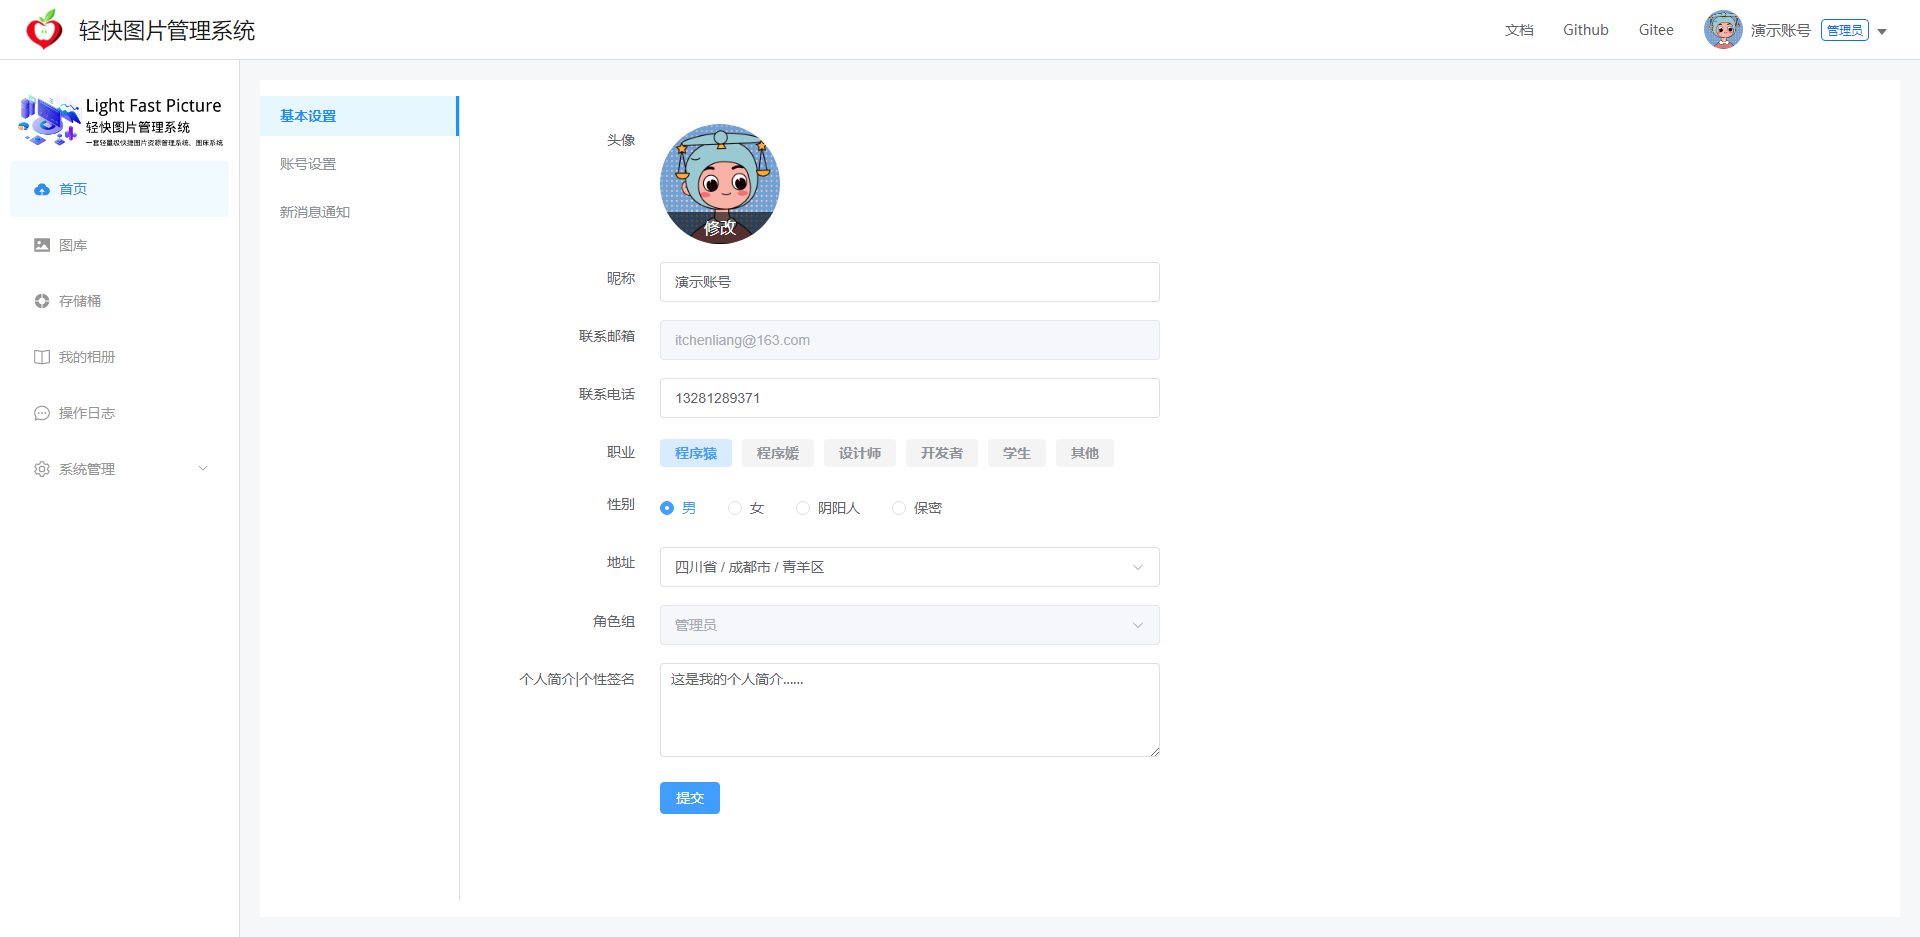 轻快图片管理系统
文档 Github Gitee 演示账号 管理员
Light Fast Picture
轻快图片管理系统
一套轻量级快捷图片资源管理系统、图床系统
首页
图库
存储桶
我的相册
操作日志
系统管理
基本设置
账号设置
新消息通知
头像
修改
昵称 演示账号
联系邮箱 itchenliang@163.com
联系电话 13281289371
职业 程序猿 程序媛 设计师 开发者 学生 其他
性别 男 女 阴阳人 保密
地址 四川省 / 成都市 / 青羊区
角色组 管理员
个人简介|个性签名 这是我的个人简介......
提交